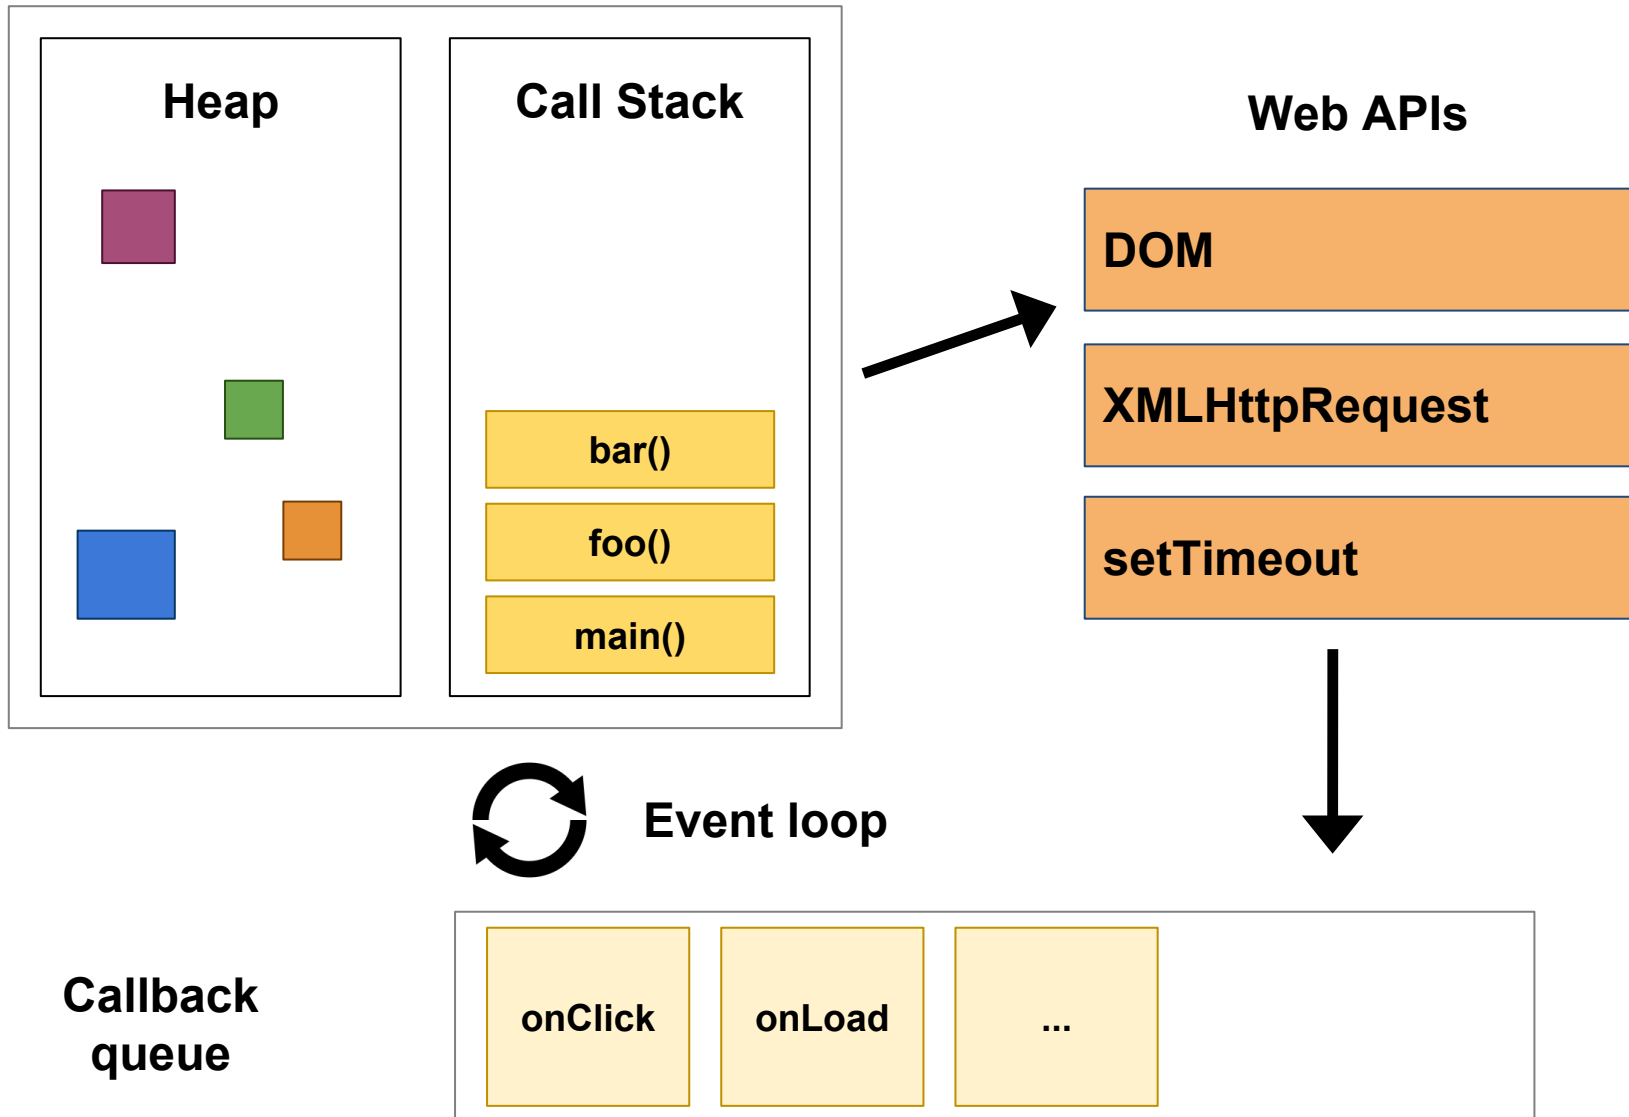 Heap
Call Stack
Web APIs
DOM
XMLHttpRequest
setTimeout
bar()
foo()
main()
Event loop
Callback
queue
onClick
onLoad
...